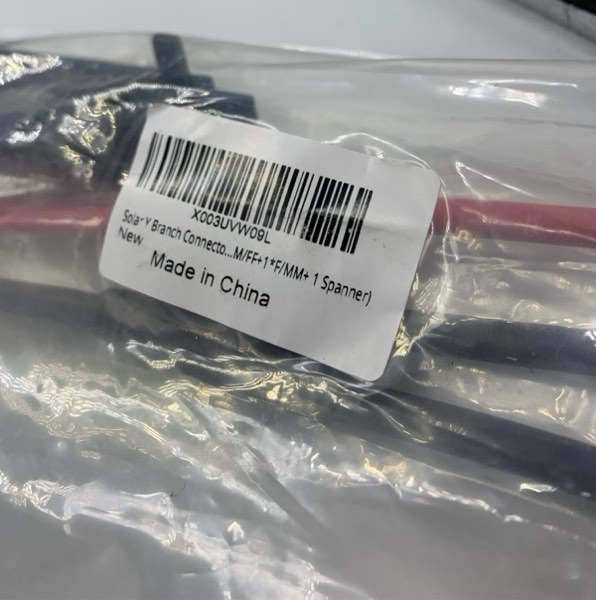 X003UVW09L
Solar Y Branch Connecto...M/FF+1*F/MM+ 1 Spanner)
New
Made in China